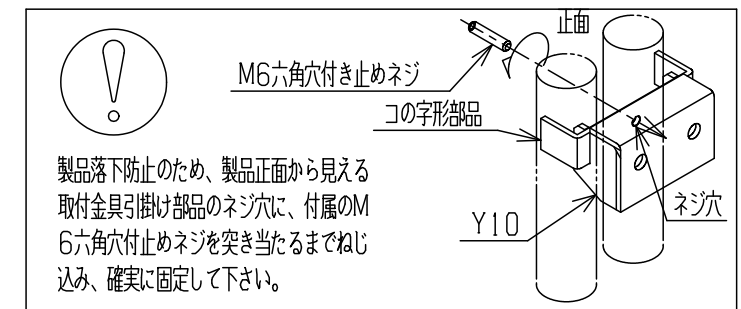 正面
M6六角穴付き止めネジ
コの字形部品
製品落下防止のため、製品正面から見える
取付金具引掛け部品のネジ穴に、付属のM
6六角穴付止めネジを突き当たるまでねじ
込み、確実に固定して下さい。
Y10
ネジ穴